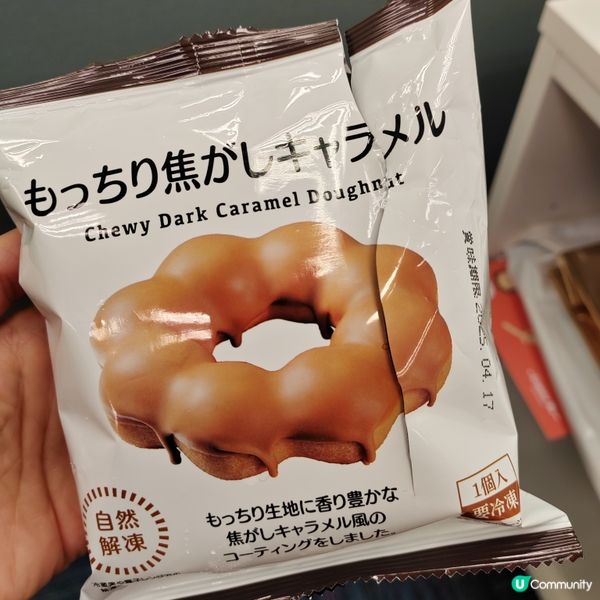 もっちり焦がしキャラメル
Chewy Dark Caramel Doughnut
賞味期限 2025. 04. 17
自然
解凍
もっちり生地に香り豊かな
焦がしキャラメル風の
コーティングをしました。
1個入
要冷凍
U Community